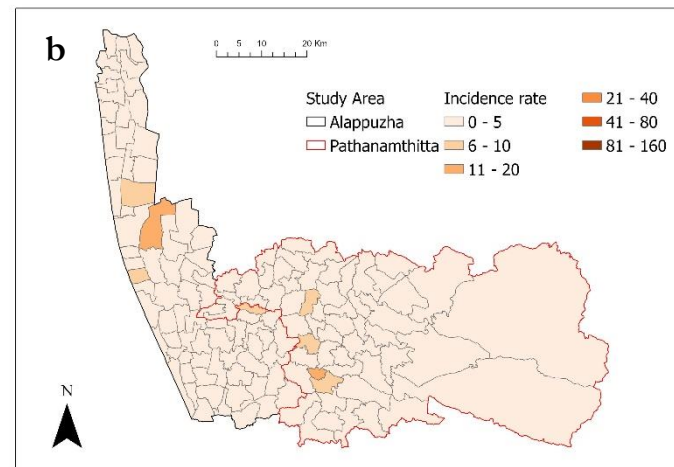 b
0 5 10 20 Km
Study Area
Alappuzha
Pathanamthitta
Incidence rate
0 - 5
6 - 10
11 - 20
21 - 40
41 - 80
81 - 160
N